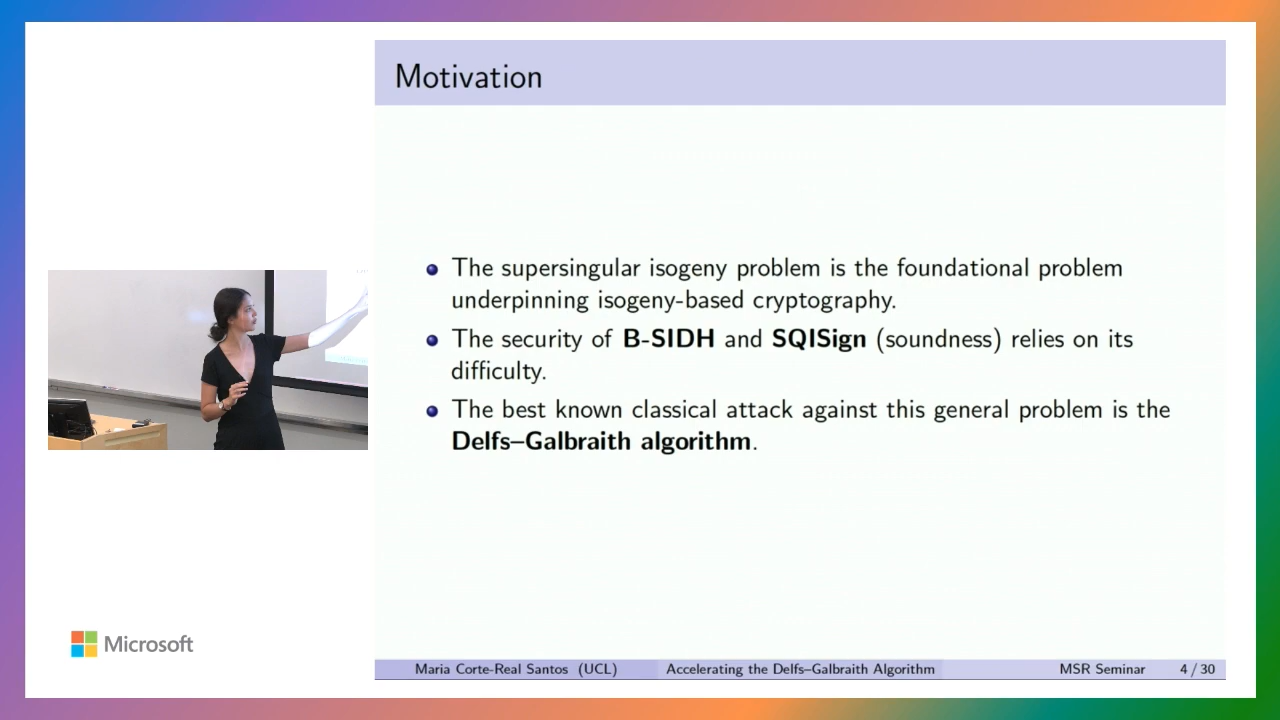 Motivation
The supersingular isogeny problem is the foundational problem
underpinning isogeny-based cryptography.
The security of B-SIDH and SQISign (soundness) relies on its
difficulty.
The best known classical attack against this general problem is the
Delfs–Galbraith algorithm.
Microsoft
Maria Corte-Real Santos (UCL) Accelerating the Delfs–Galbraith Algorithm MSR Seminar 4 / 30